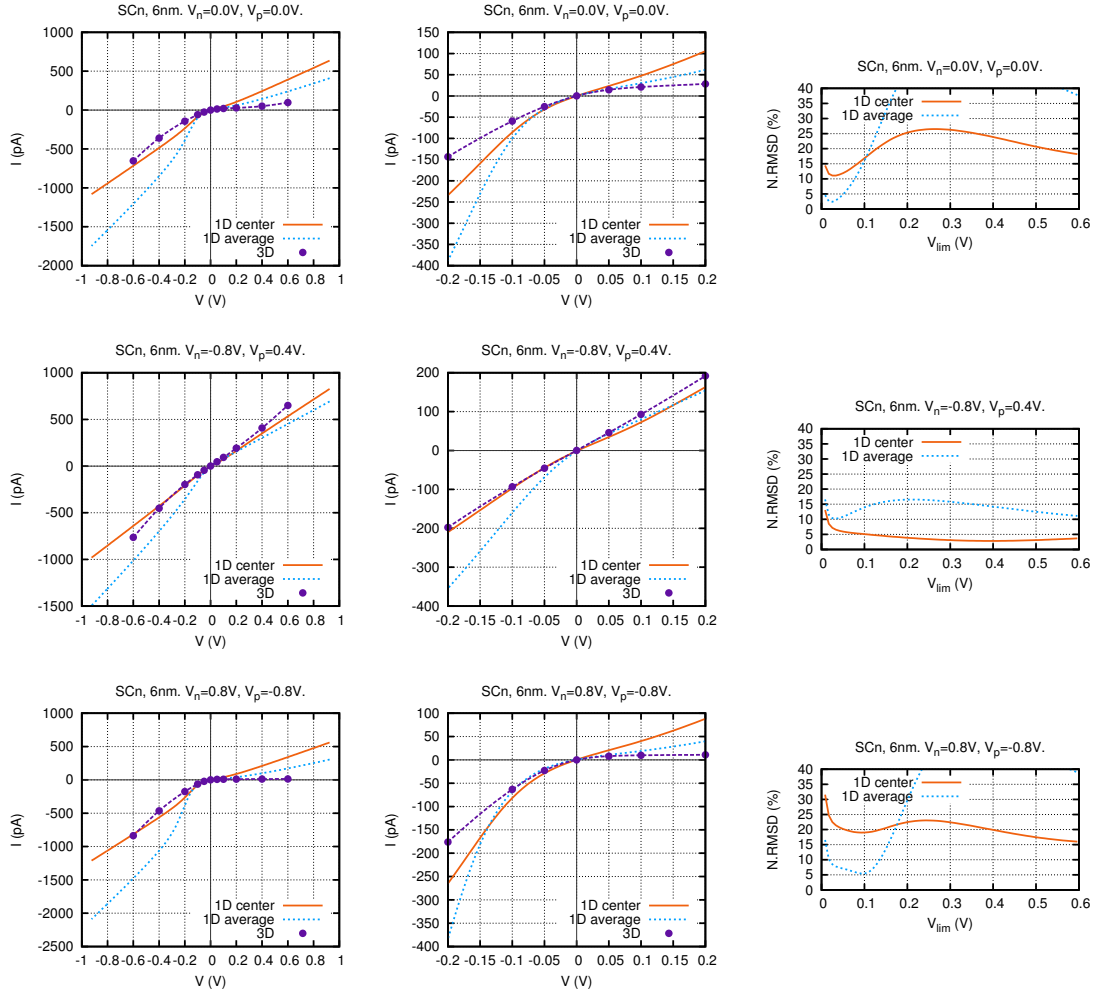 SCn, 6nm. V_n=0.0V, V_p=0.0V.
1000
500
0
-500
-1000
-1500
-2000
I (pA)
-1 -0.8 -0.6 -0.4 -0.2 0 0.2 0.4 0.6 0.8 1
V (V)
1D center
1D average
3D
SCn, 6nm. V_n=0.0V, V_p=0.0V.
150
100
50
0
-50
-100
-150
-200
-250
-300
-350
-400
I (pA)
-0.2 -0.15 -0.1 -0.05 0 0.05 0.1 0.15 0.2
V (V)
1D center
1D average
3D
SCn, 6nm. V_n=0.0V, V_p=0.0V.
40
35
30
25
20
15
10
5
0
N.RMSD (%)
0 0.1 0.2 0.3 0.4 0.5 0.6
V_lim (V)
1D center
1D average
SCn, 6nm. V_n=-0.8V, V_p=0.4V.
1000
500
0
-500
-1000
-1500
I (pA)
-1 -0.8 -0.6 -0.4 -0.2 0 0.2 0.4 0.6 0.8 1
V (V)
1D center
1D average
3D
SCn, 6nm. V_n=-0.8V, V_p=0.4V.
200
100
0
-100
-200
-300
-400
I (pA)
-0.2 -0.15 -0.1 -0.05 0 0.05 0.1 0.15 0.2
V (V)
1D center
1D average
3D
SCn, 6nm. V_n=-0.8V, V_p=0.4V.
40
35
30
25
20
15
10
5
0
N.RMSD (%)
0 0.1 0.2 0.3 0.4 0.5 0.6
V_lim (V)
1D center
1D average
SCn, 6nm. V_n=0.8V, V_p=-0.8V.
1000
500
0
-500
-1000
-1500
-2000
-2500
I (pA)
-1 -0.8 -0.6 -0.4 -0.2 0 0.2 0.4 0.6 0.8 1
V (V)
1D center
1D average
3D
SCn, 6nm. V_n=0.8V, V_p=-0.8V.
100
50
0
-50
-100
-150
-200
-250
-300
-350
-400
I (pA)
-0.2 -0.15 -0.1 -0.05 0 0.05 0.1 0.15 0.2
V (V)
1D center
1D average
3D
SCn, 6nm. V_n=0.8V, V_p=-0.8V.
40
35
30
25
20
15
10
5
0
N.RMSD (%)
0 0.1 0.2 0.3 0.4 0.5 0.6
V_lim (V)
1D center
1D average